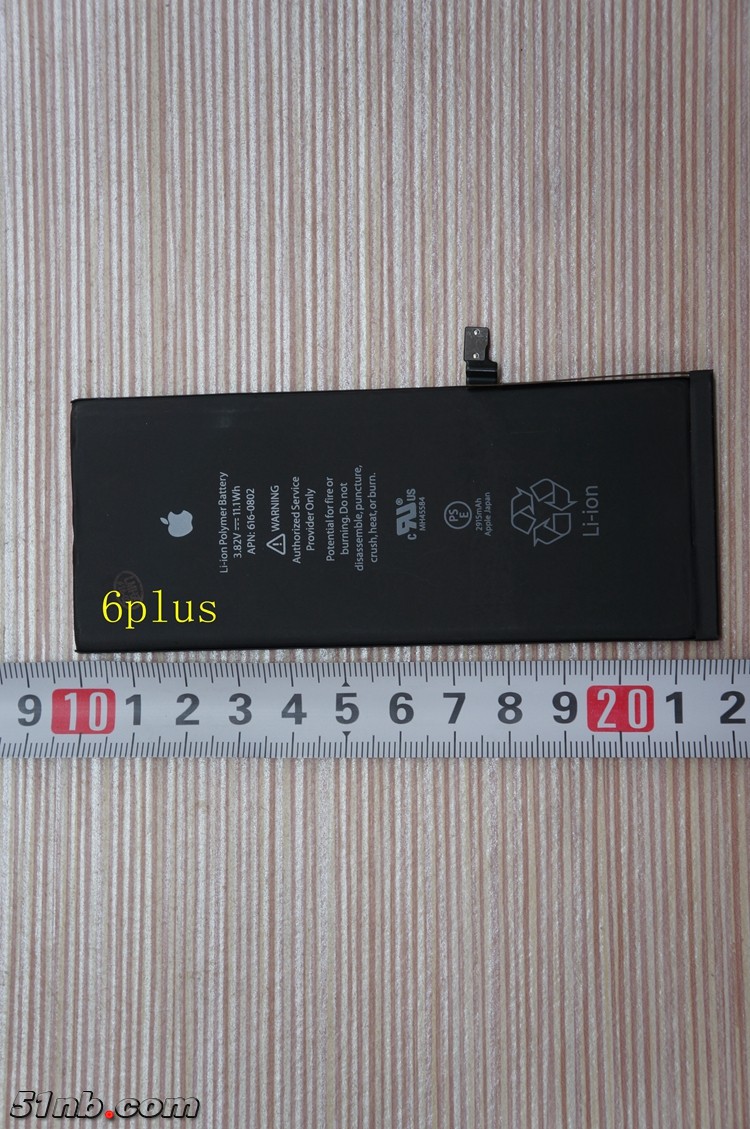 Li-ion Polymer Battery
3.82V 11.1Wh
APN: 616-0802
WARNING
Authorized Service
Provider Only
Potential for fire or
burning. Do not
disassemble, puncture,
crush, heat, or burn.
c RU ® US
MH45584
PS
E
2915mAh
Apple Japan
Li-ion
6plus
9 10 1 2 3 4 5 6 7 8 9 20 1 2
51nb.com